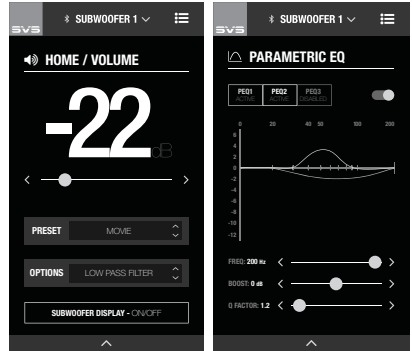 SVS
SUBWOOFER 1
HOME / VOLUME
-22 dB
PRESET MOVIE
OPTIONS LOW PASS FILTER
SUBWOOFER DISPLAY - ON/OFF
SVS
SUBWOOFER 1
PARAMETRIC EQ
PEQ1 PEQ2 PEQ3
ACTIVE ACTIVE DISABLED
0 20 40 50 100 200
6
4
2
0
-2
-4
-6
-8
-10
-12
FREQ: 200 Hz
BOOST: 0 dB
Q FACTOR: 1.2